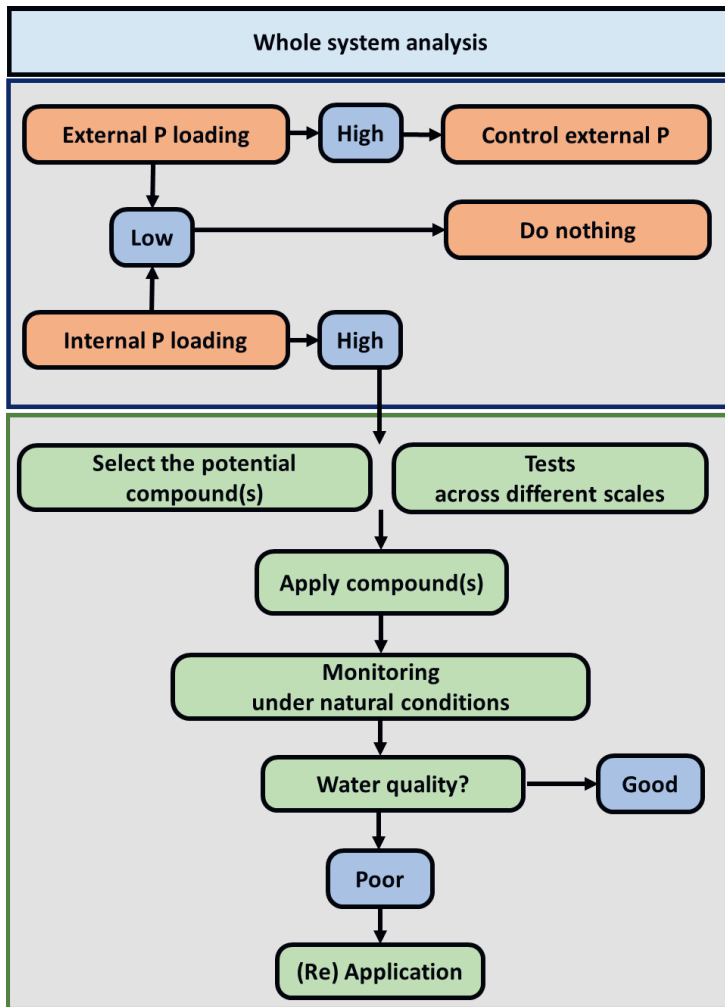 Whole system analysis
External P loading
High
Control external P
Low
Do nothing
Internal P loading
High
Select the potential
compound(s)
Tests
across different scales
Apply compound(s)
Monitoring
under natural conditions
Water quality?
Good
Poor
(Re) Application